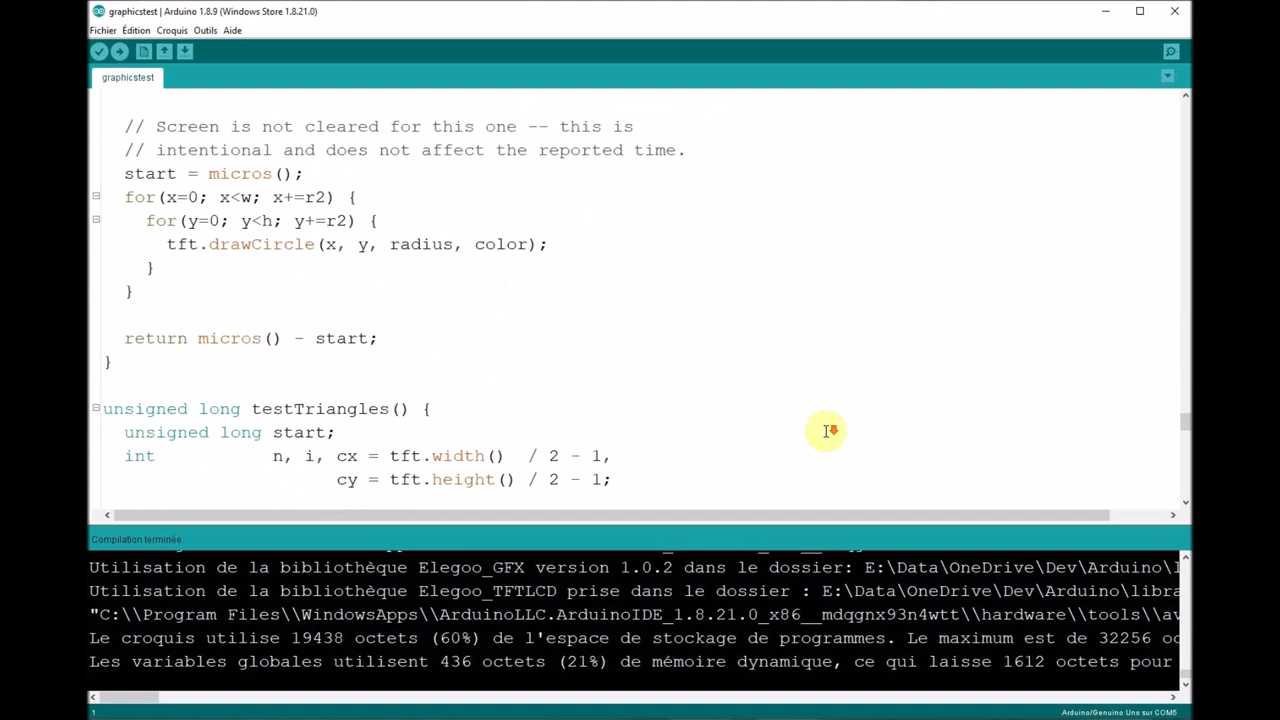 graphicstest | Arduino 1.8.9 (Windows Store 1.8.21.0)
Fichier Édition Croquis Outils Aide
graphicstest
// Screen is not cleared for this one -- this is
// intentional and does not affect the reported time.
start = micros();
for(x=0; x<w; x+=r2) {
for(y=0; y<h; y+=r2) {
tft.drawCircle(x, y, radius, color);
}
}
return micros() - start;
}
unsigned long testTriangles() {
unsigned long start;
int n, i, cx = tft.width() / 2 - 1,
cy = tft.height() / 2 - 1;
Compilation terminée.
Utilisation de la bibliothèque Elegoo_GFX version 1.0.2 dans le dossier: E:\Data\OneDrive\Dev\Arduino\l
Utilisation de la bibliothèque Elegoo_TFTLCD prise dans le dossier : E:\Data\OneDrive\Dev\Arduino\libra
"C:\\Program Files\\WindowsApps\\ArduinoLLC.ArduinoIDE_1.8.21.0_x86__mdqgnx93n4wtt\\hardware\\tools\\av
Le croquis utilise 19438 octets (60%) de l'espace de stockage de programmes. Le maximum est de 32256 oc
Les variables globales utilisent 436 octets (21%) de mémoire dynamique, ce qui laisse 1612 octets pour
1
Arduino/Genuino Uno sur COM5